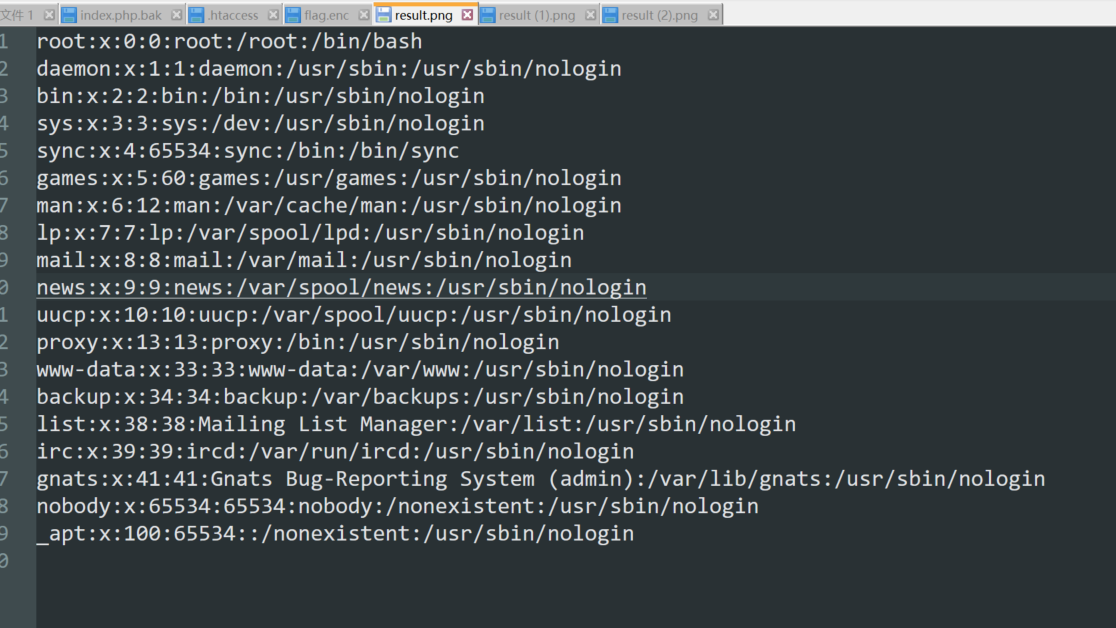 文件 1 index.php.bak .htaccess flag.enc result.png result (1).png result (2).png
1 root:x:0:0:root:/root:/bin/bash
2 daemon:x:1:1:daemon:/usr/sbin:/usr/sbin/nologin
3 bin:x:2:2:bin:/bin:/usr/sbin/nologin
4 sys:x:3:3:sys:/dev:/usr/sbin/nologin
5 sync:x:4:65534:sync:/bin:/bin/sync
6 games:x:5:60:games:/usr/games:/usr/sbin/nologin
7 man:x:6:12:man:/var/cache/man:/usr/sbin/nologin
8 lp:x:7:7:lp:/var/spool/lpd:/usr/sbin/nologin
9 mail:x:8:8:mail:/var/mail:/usr/sbin/nologin
0 news:x:9:9:news:/var/spool/news:/usr/sbin/nologin
1 uucp:x:10:10:uucp:/var/spool/uucp:/usr/sbin/nologin
2 proxy:x:13:13:proxy:/bin:/usr/sbin/nologin
3 www-data:x:33:33:www-data:/var/www:/usr/sbin/nologin
4 backup:x:34:34:backup:/var/backups:/usr/sbin/nologin
5 list:x:38:38:Mailing List Manager:/var/list:/usr/sbin/nologin
6 irc:x:39:39:ircd:/var/run/ircd:/usr/sbin/nologin
7 gnats:x:41:41:Gnats Bug-Reporting System (admin):/var/lib/gnats:/usr/sbin/nologin
8 nobody:x:65534:65534:nobody:/nonexistent:/usr/sbin/nologin
9 _apt:x:100:65534::/nonexistent:/usr/sbin/nologin
0